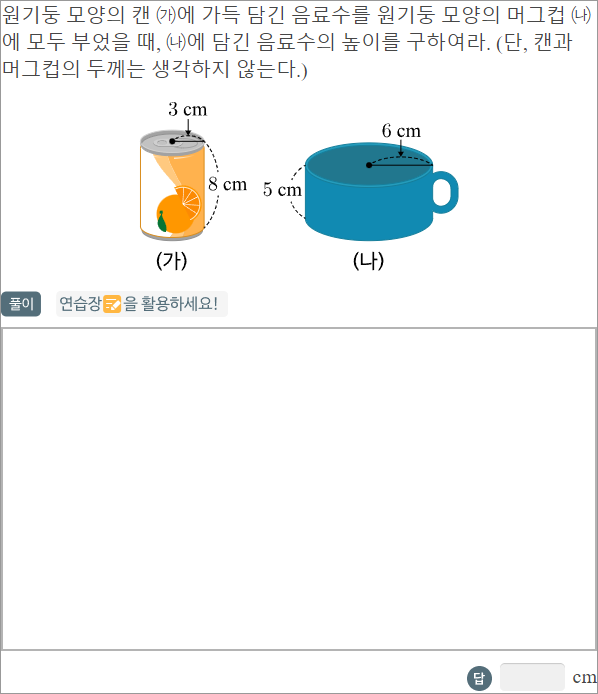 원기둥 모양의 캔 ㈎에 가득 담긴 음료수를 원기둥 모양의 머그컵 ㈏
에 모두 부었을 때, ㈏에 담긴 음료수의 높이를 구하여라. (단, 캔과
머그컵의 두께는 생각하지 않는다.)
3 cm
6 cm
8 cm
5 cm
(가)
(나)
풀이 연습장을 활용하세요!
답 cm